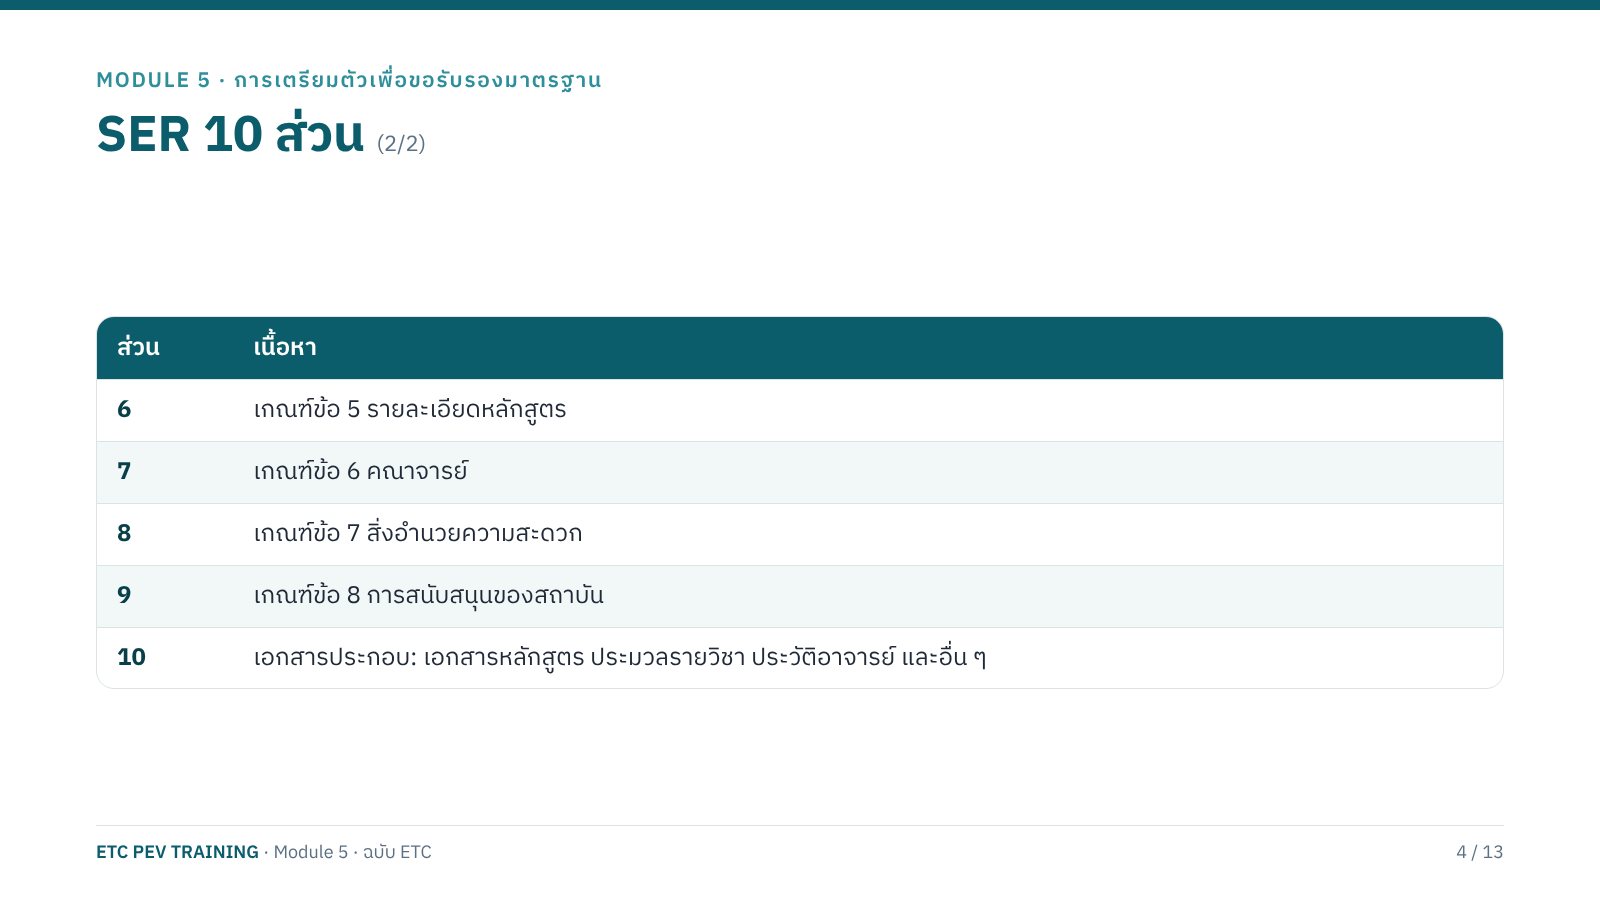 MODULE 5 · การเตรียมตัวเพื่อขอรับรองมาตรฐาน
SER 10 ส่วน (2/2)
ส่วน เนื้อหา
6 เกณฑ์ข้อ 5 รายละเอียดหลักสูตร
7 เกณฑ์ข้อ 6 คณาจารย์
8 เกณฑ์ข้อ 7 สิ่งอำนวยความสะดวก
9 เกณฑ์ข้อ 8 การสนับสนุนของสถาบัน
10 เอกสารประกอบ: เอกสารหลักสูตร ประมวลรายวิชา ประวัติอาจารย์ และอื่น ๆ
ETC PEV TRAINING · Module 5 · ฉบับ ETC 4 / 13